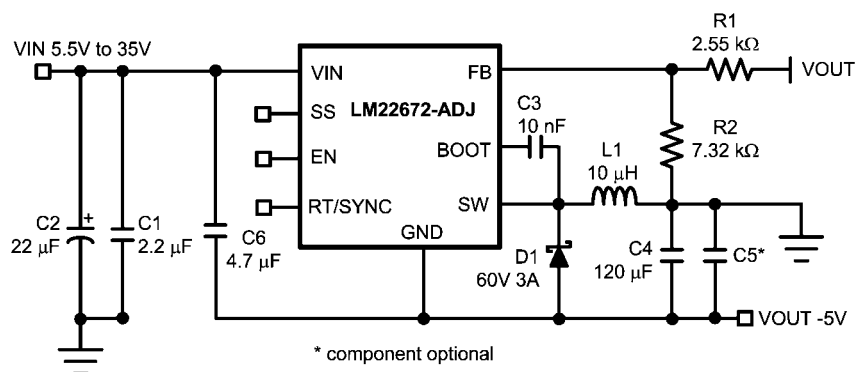 R1
2.55 kΩ
VIN 5.5V to 35V
VOUT
VIN
FB
SS
LM22672-ADJ
C3
10 nF
R2
7.32 kΩ
EN
BOOT
L1
10 μH
RT/SYNC
SW
GND
C2
+
22 μF
C1
2.2 μF
C6
4.7 μF
D1
60V 3A
C4
120 μF
C5*
VOUT -5V
* component optional